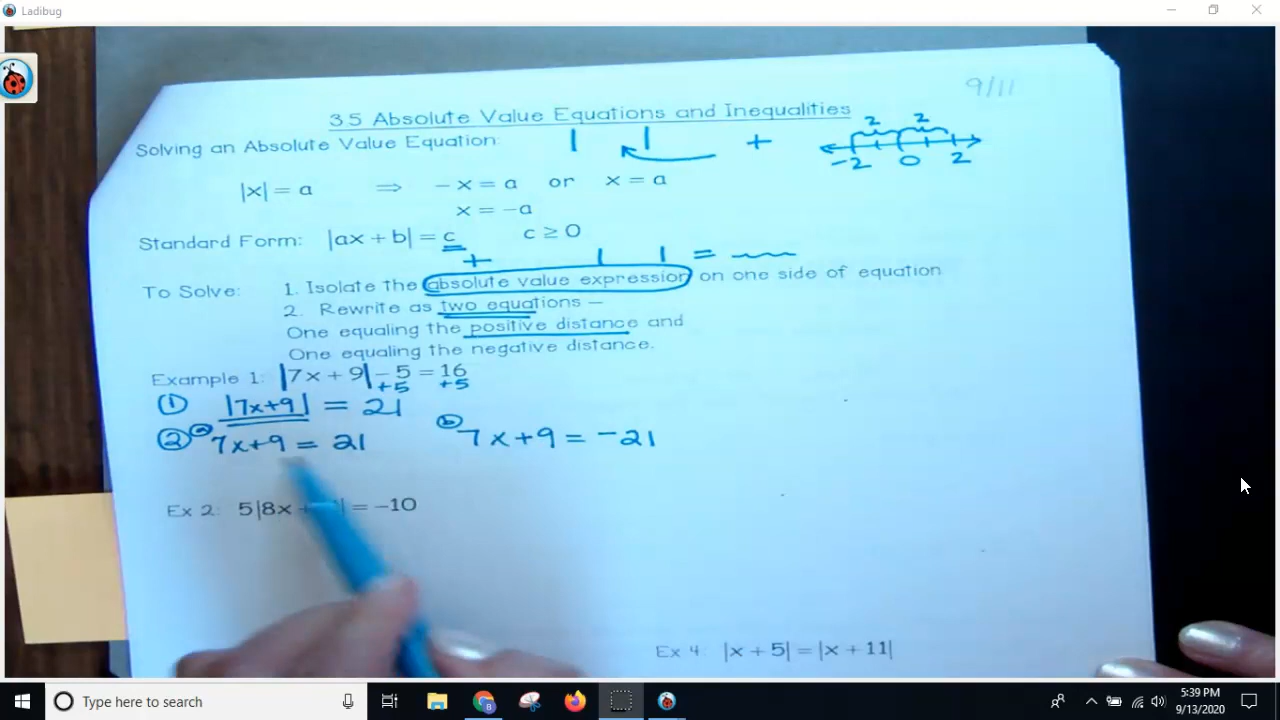 Ladibug
9/11
3.5 Absolute Value Equations and Inequalities
Solving an Absolute Value Equation: | | + 2 2
-2 0 2
|x| = a ⇒ -x = a or x = a
x = -a
Standard Form: |ax + b| = c c ≥ 0
+ | | =
To Solve: 1. Isolate the absolute value expression on one side of equation
2. Rewrite as two equations –
One equaling the positive distance and
One equaling the negative distance.
Example 1: |7x + 9| - 5 = 16
+5 +5
① |7x+9| = 21
② ⓐ 7x+9 = 21 ⓑ 7x+9 = -21
Ex 2: 5|8x + | = -10
Ex 4: |x + 5| = |x + 11|
Type here to search
5:39 PM
9/13/2020